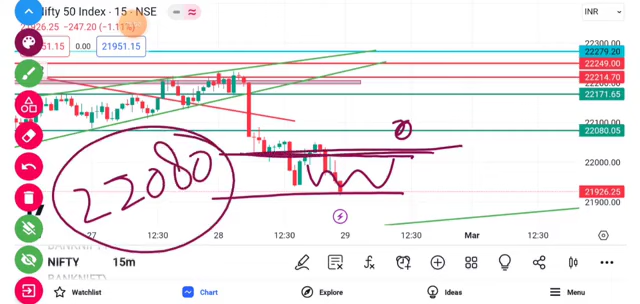 Nifty 50 Index · 15 · NSE
INR
21926.25 -247.20 (-1.11%)
51.15 0.00 21951.15
22300.00
22279.20
22249.00
22214.70
22171.65
22100.00
22080.05
22000.00
21926.25
21900.00
22080
27 12:30 28 12:30 29 12:30 Mar 12:30
BANKNIFTY
NIFTY 15m
BANKNIFTY
Watchlist Chart Explore Ideas Menu